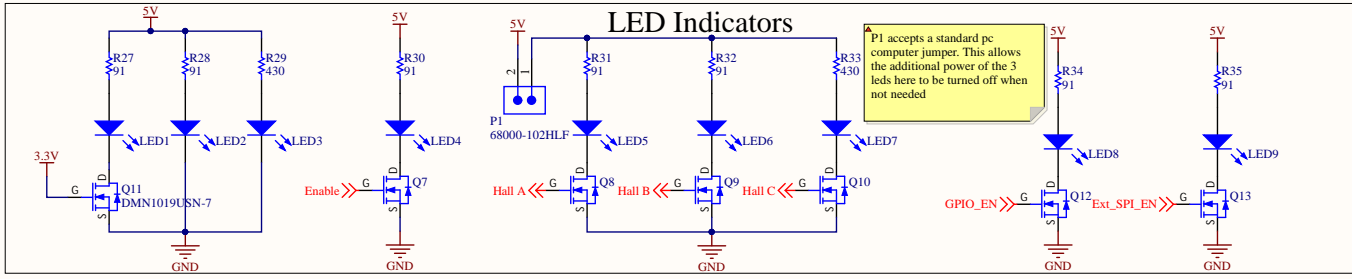 LED Indicators
5V
R27
91
R28
91
R29
430
LED1
LED2
LED3
3.3V
D
G
S
Q11
DMN1019USN-7
GND
5V
R30
91
LED4
Enable
D
G
S
Q7
GND
5V
2
1
P1
68000-102HLF
R31
91
R32
91
R33
430
LED5
LED6
LED7
Hall A
D
G
S
Q8
Hall B
D
G
S
Q9
Hall C
D
G
S
Q10
GND
P1 accepts a standard pc
computer jumper. This allows
the additional power of the 3
leds here to be turned off when
not needed
5V
R34
91
LED8
GPIO_EN
D
G
S
Q12
GND
5V
R35
91
LED9
Ext_SPI_EN
D
G
S
Q13
GND